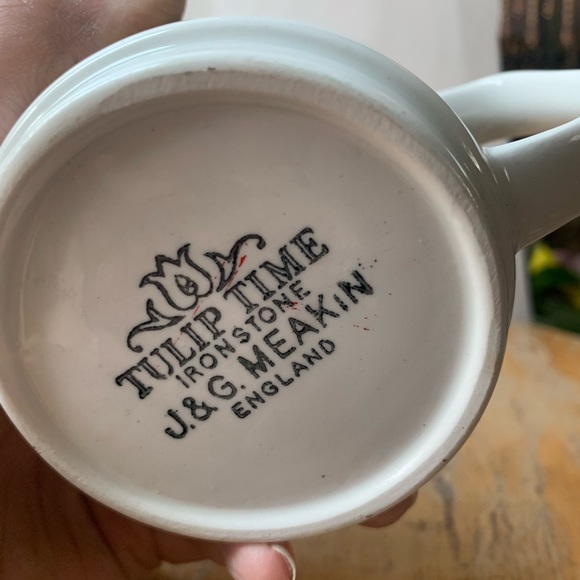 TULIP TIME
IRONSTONE
J.&G. MEAKIN
ENGLAND